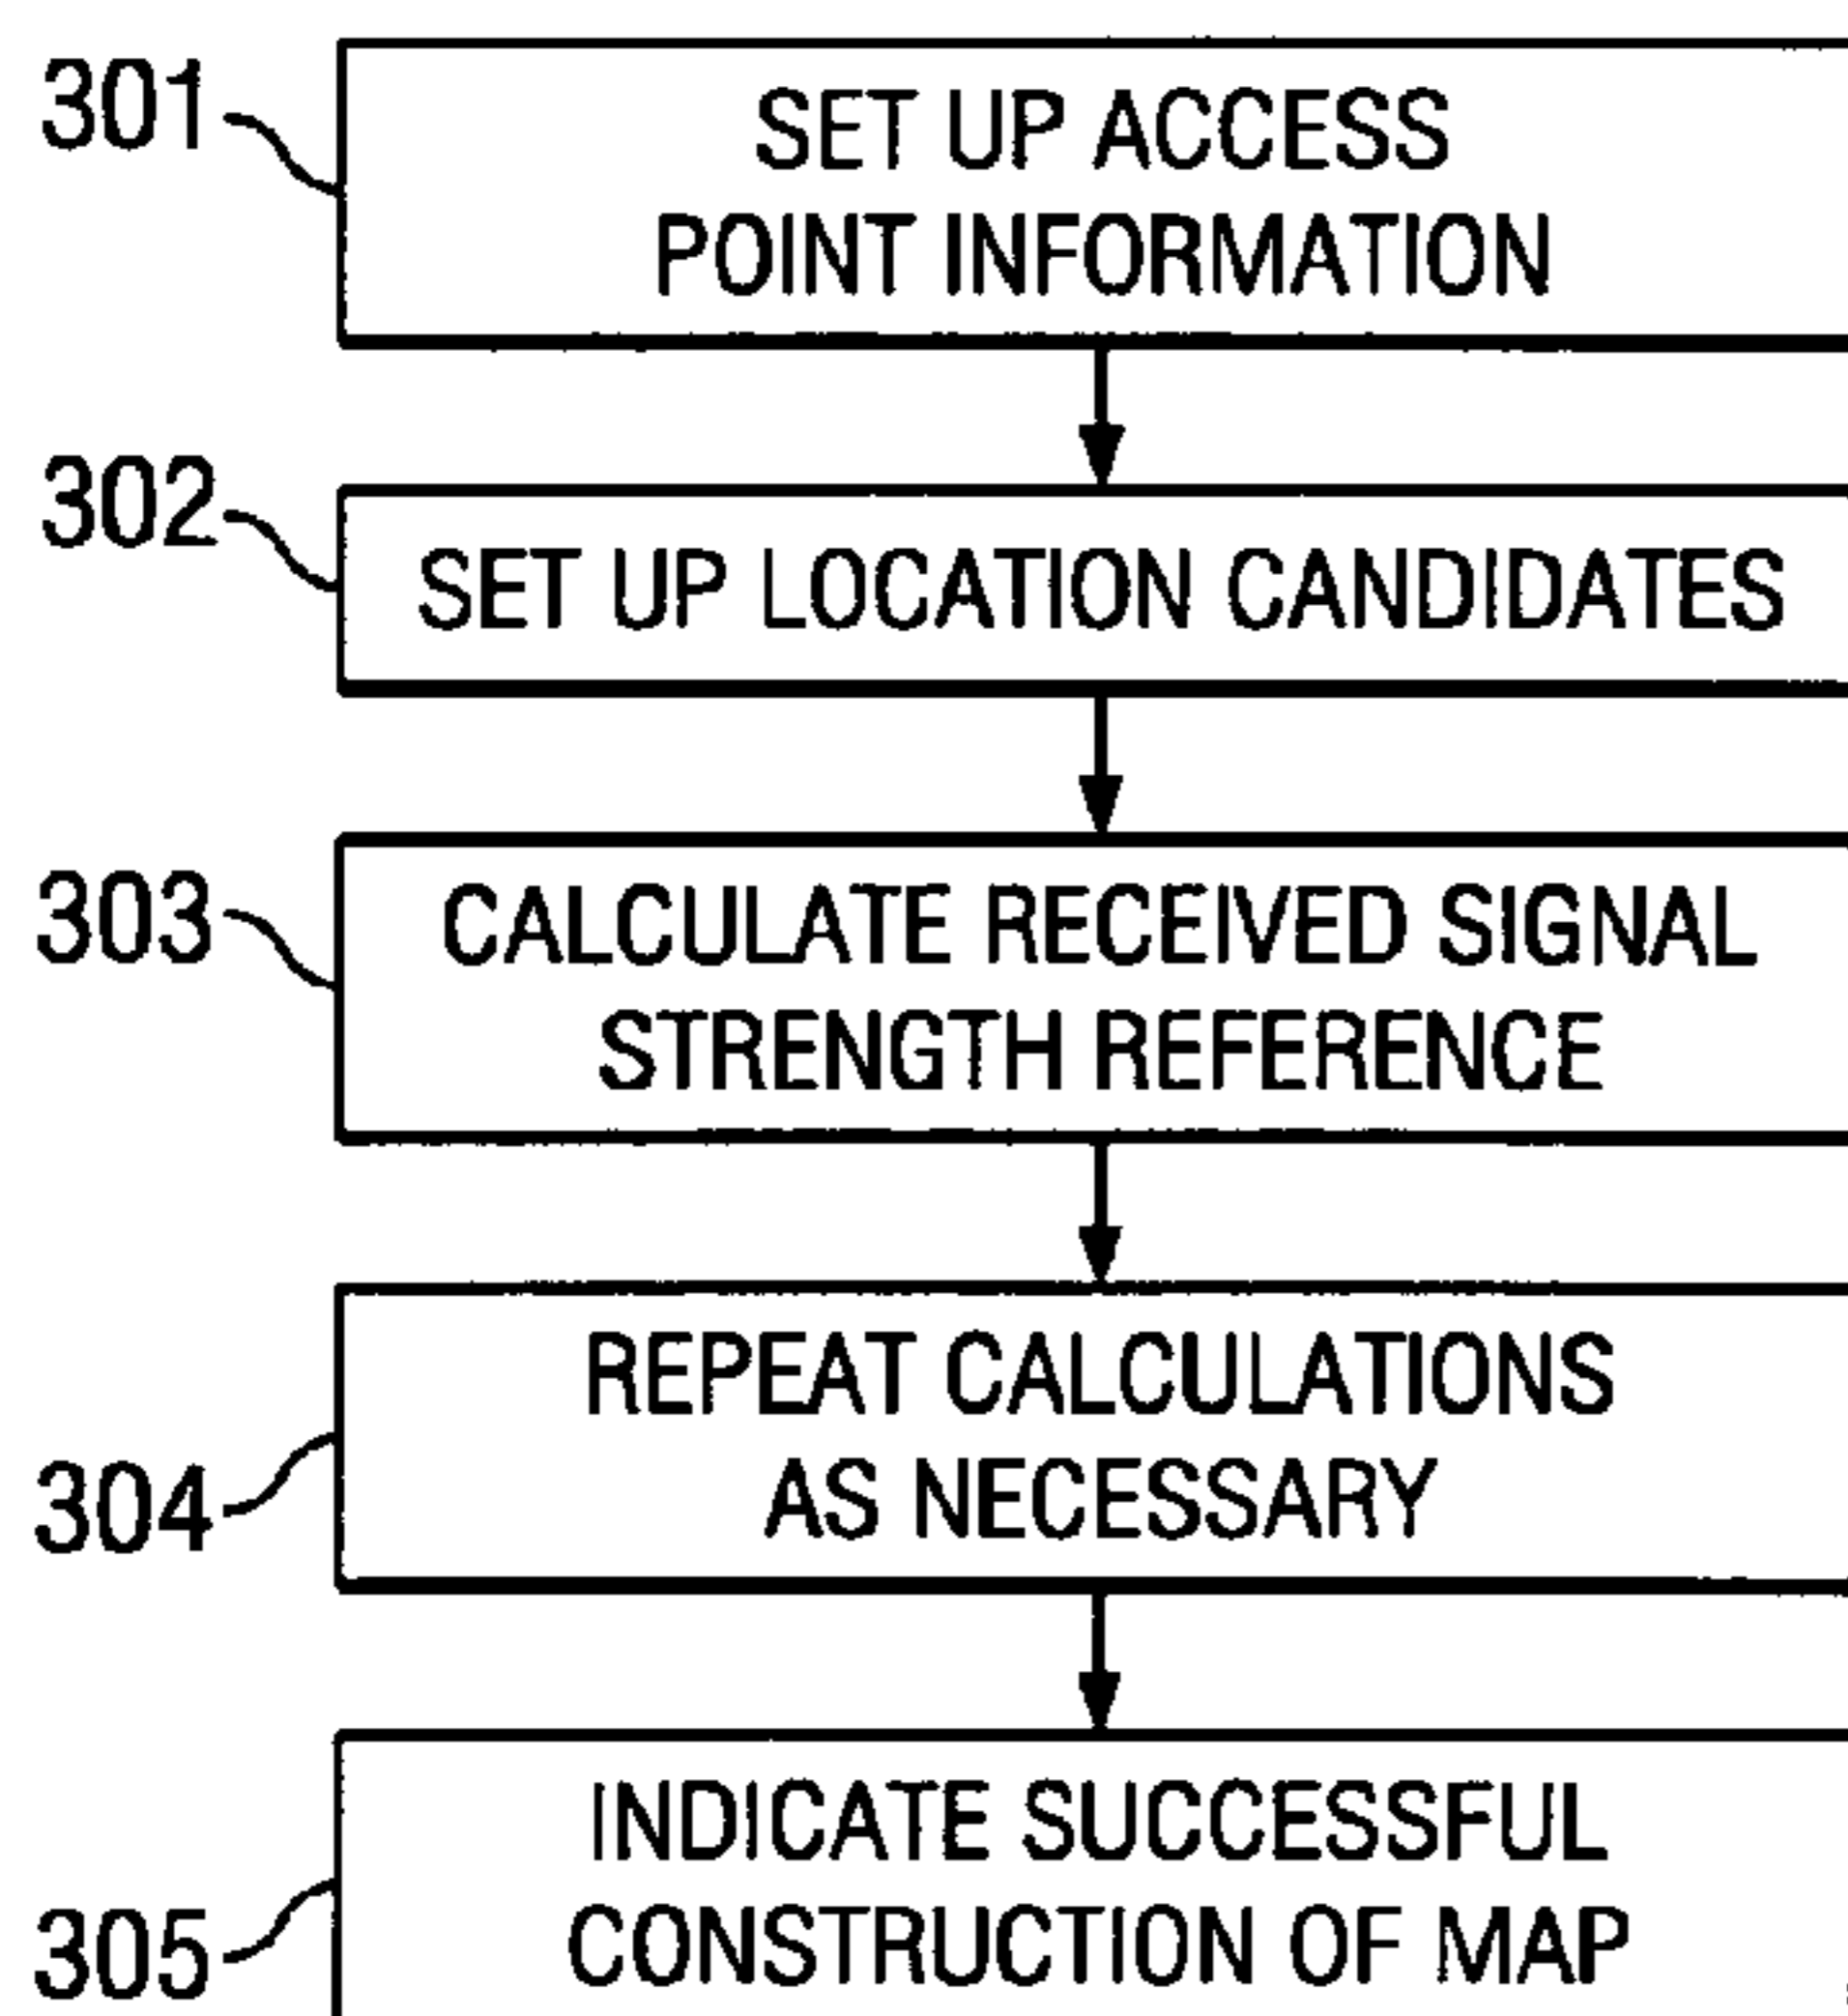 301
SET UP ACCESS
POINT INFORMATION
302
SET UP LOCATION CANDIDATES
303
CALCULATE RECEIVED SIGNAL
STRENGTH REFERENCE
REPEAT CALCULATIONS
AS NECESSARY
304
INDICATE SUCCESSFUL
CONSTRUCTION OF MAP
305